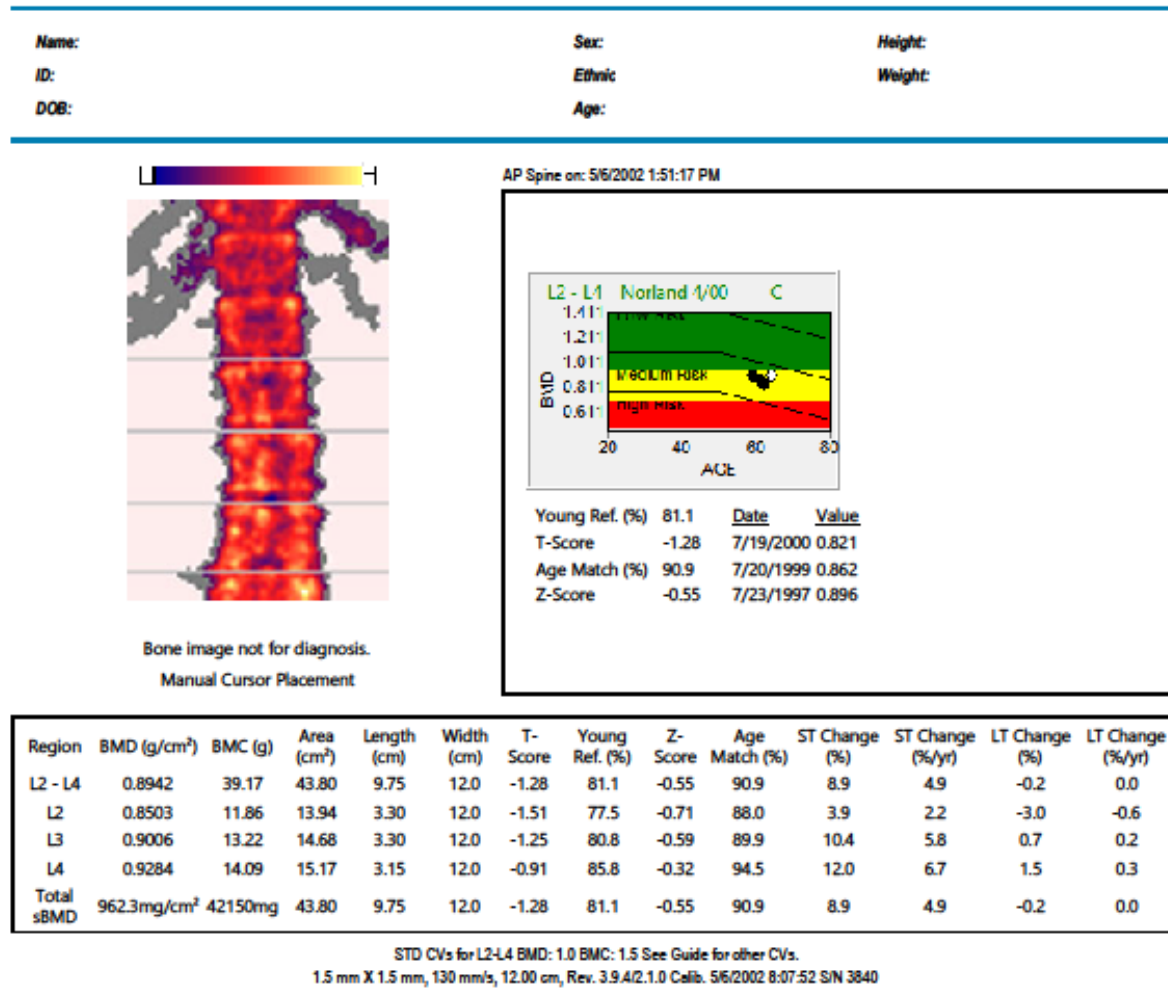 Name: Sex: Height:
ID: Ethnic Weight:
DOB: Age:
AP Spine on: 5/6/2002 1:51:17 PM
L2 - L4 Norland 4/00 C
1.411
1.211
1.011
0.811
0.611
BMD
Medium Risk
High Risk
20 40 60 80
AGE
Young Ref. (%) 81.1 Date Value
T-Score -1.28 7/19/2000 0.821
Age Match (%) 90.9 7/20/1999 0.862
Z-Score -0.55 7/23/1997 0.896
Bone image not for diagnosis.
Manual Cursor Placement
Region BMD (g/cm²) BMC (g) Area (cm²) Length (cm) Width (cm) T-Score Young Ref. (%) Z-Score Age Match (%) ST Change (%) ST Change (%/yr) LT Change (%) LT Change (%/yr)
L2 - L4 0.8942 39.17 43.80 9.75 12.0 -1.28 81.1 -0.55 90.9 8.9 4.9 -0.2 0.0
L2 0.8503 11.86 13.94 3.30 12.0 -1.51 77.5 -0.71 88.0 3.9 2.2 -3.0 -0.6
L3 0.9006 13.22 14.68 3.30 12.0 -1.25 80.8 -0.59 89.9 10.4 5.8 0.7 0.2
L4 0.9284 14.09 15.17 3.15 12.0 -0.91 85.8 -0.32 94.5 12.0 6.7 1.5 0.3
Total sBMD 962.3mg/cm² 42150mg 43.80 9.75 12.0 -1.28 81.1 -0.55 90.9 8.9 4.9 -0.2 0.0
STD CVs for L2-L4 BMD: 1.0 BMC: 1.5 See Guide for other CVs.
1.5 mm X 1.5 mm, 130 mm/s, 12.00 cm, Rev. 3.9.4/2.1.0 Calib. 5/6/2002 8:07:52 S/N 3840